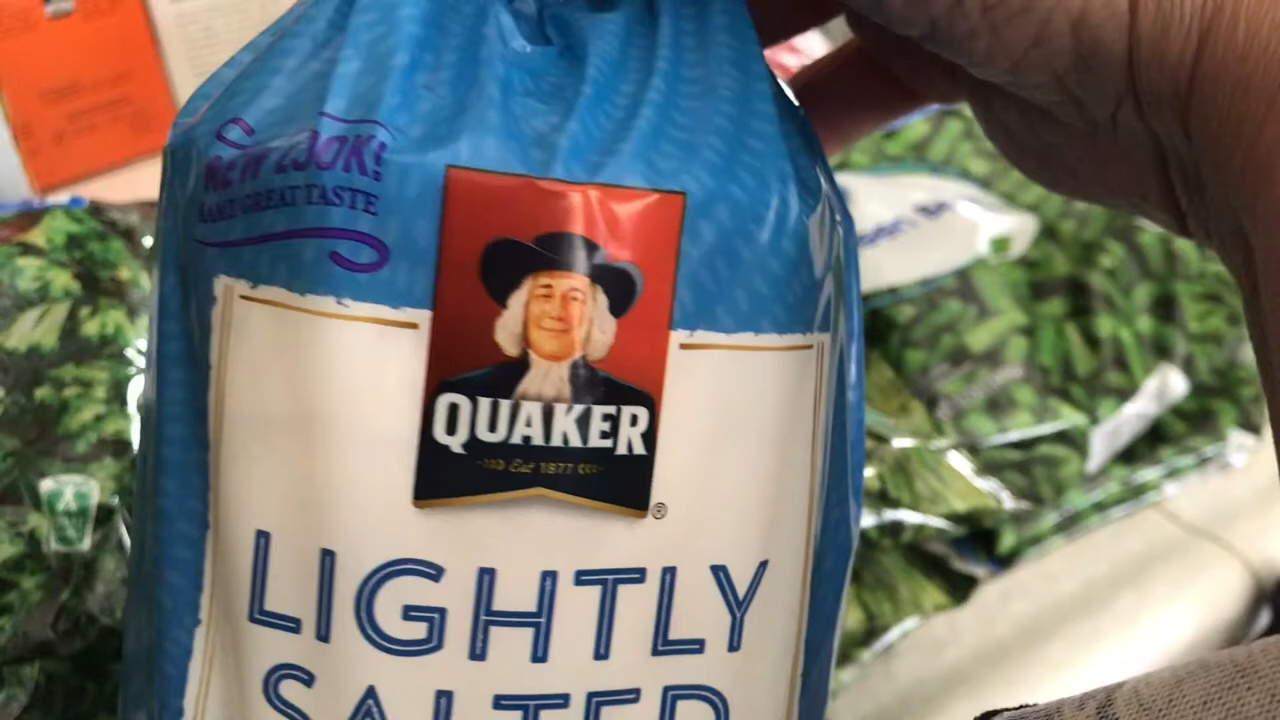 NEW LOOK!
SAME GREAT TASTE
QUAKER
Est 1877
®
LIGHTLY
SALTED